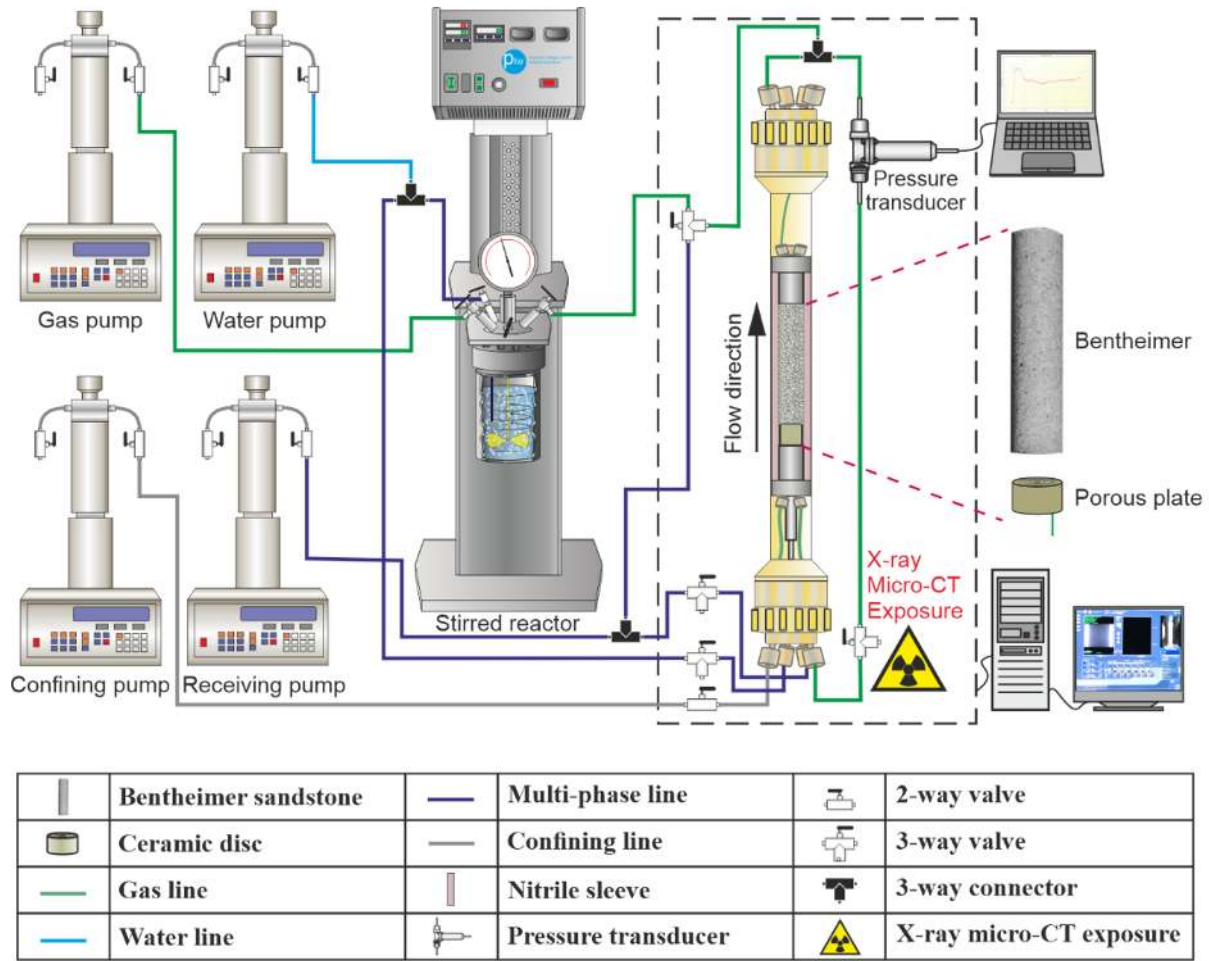 Gas pump
Water pump
Confining pump
Receiving pump
Stirred reactor
Flow direction
Pressure
transducer
Bentheimer
Porous plate
X-ray
Micro-CT
Exposure
Bentheimer sandstone
Multi-phase line
2-way valve
Ceramic disc
Confining line
3-way valve
Gas line
Nitrile sleeve
3-way connector
Water line
Pressure transducer
X-ray micro-CT exposure